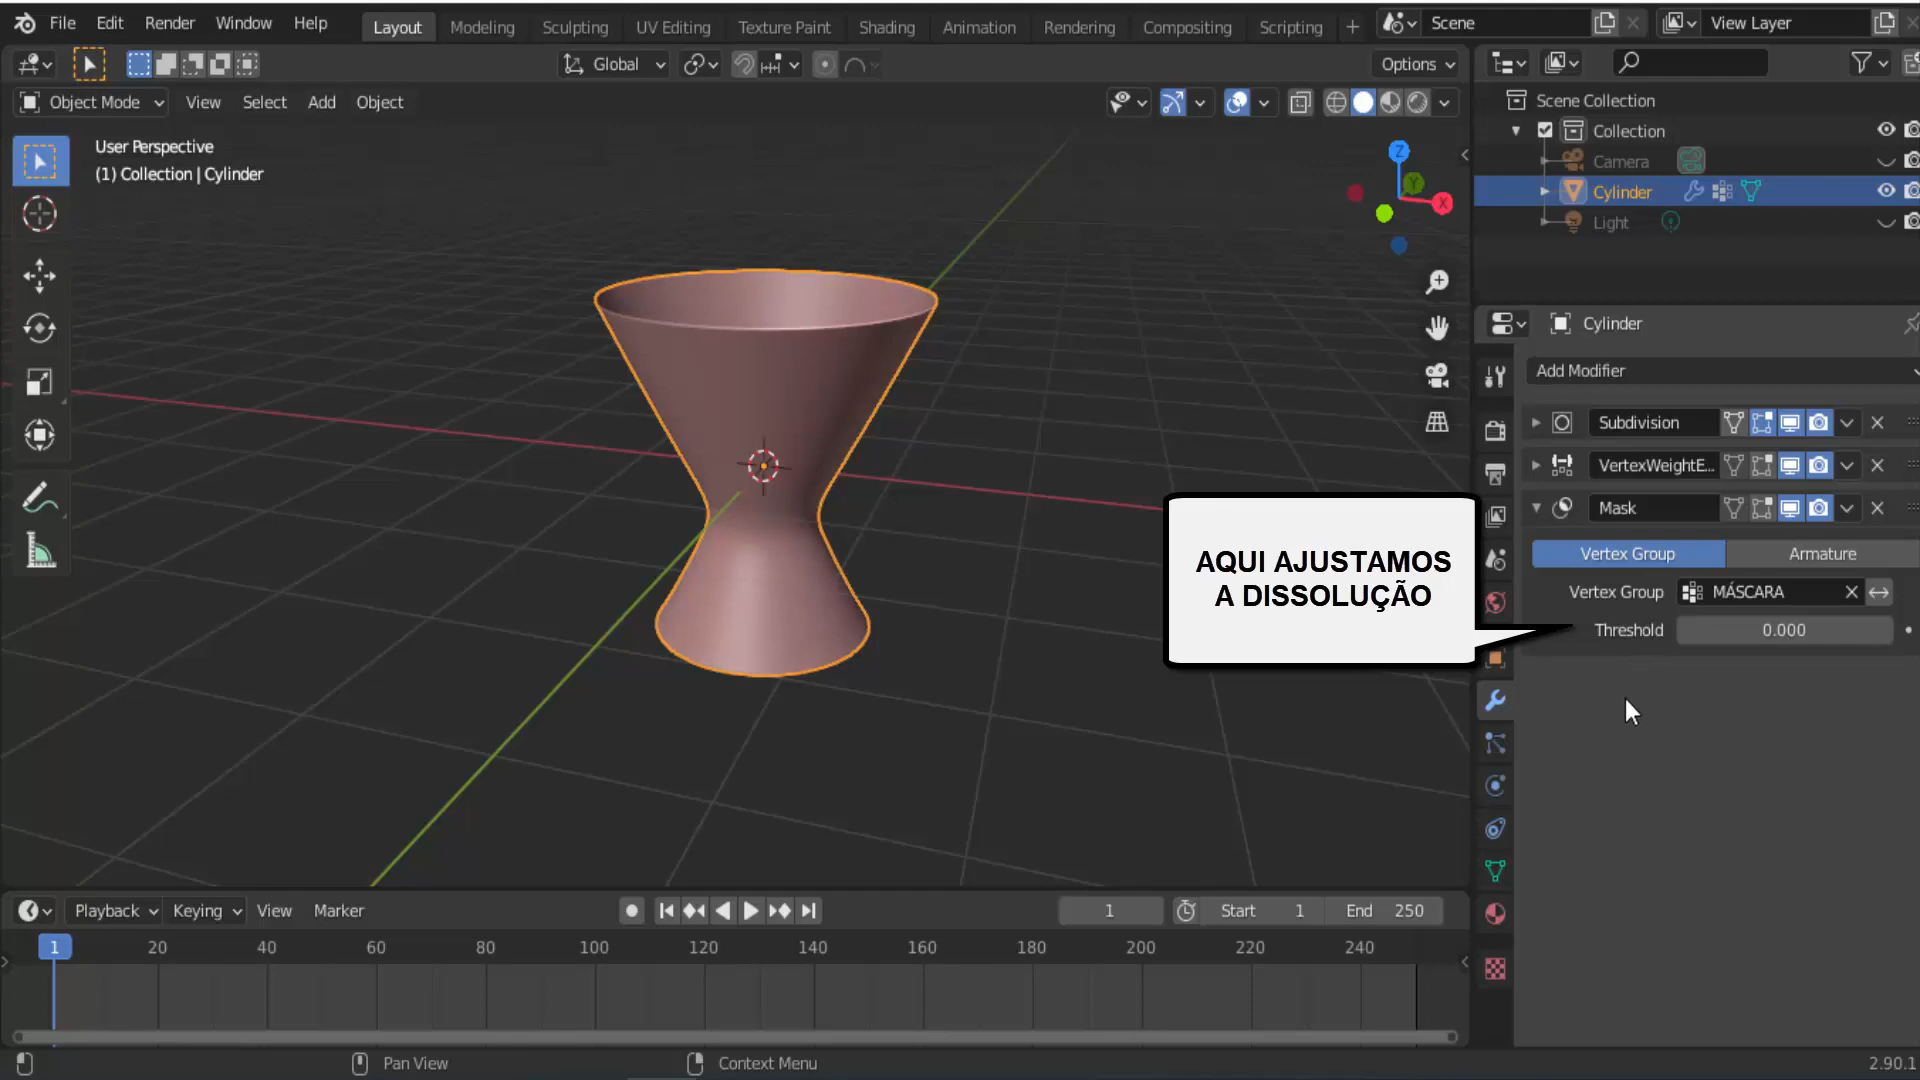 File Edit Render Window Help Layout Modeling Sculpting UV Editing Texture Paint Shading Animation Rendering Compositing Scripting + Scene View Layer
Global Options
Object Mode View Select Add Object
User Perspective
(1) Collection | Cylinder
Z
Y
X
Scene Collection
Collection
Camera
Cylinder
Light
Cylinder
Add Modifier
Subdivision
VertexWeightE...
Mask
Vertex Group Armature
Vertex Group MÁSCARA
Threshold 0.000
AQUI AJUSTAMOS
A DISSOLUÇÃO
Playback Keying View Marker 1 Start 1 End 250
1 20 40 60 80 100 120 140 160 180 200 220 240
Pan View Context Menu 2.90.1